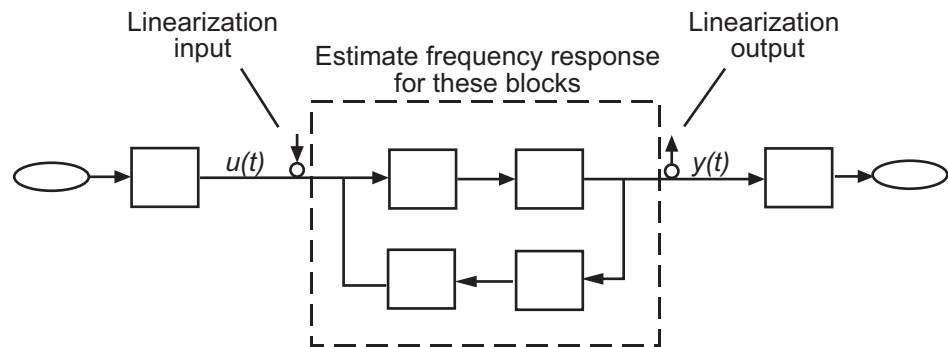 Linearization
input
Estimate frequency response
for these blocks
Linearization
output
u(t)
y(t)